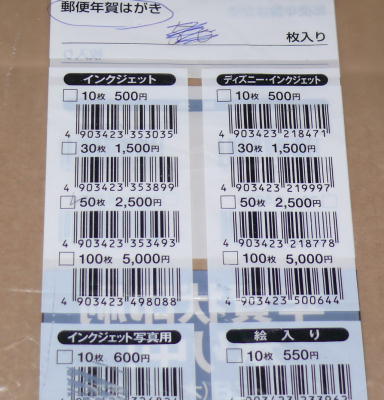 郵便年賀はがき
枚入り
インクジェット
10枚 500円
4 903423 353035
30枚 1,500円
4 903423 353899
50枚 2,500円
4 903423 353493
100枚 5,000円
4 903423 498088
ディズニー・インクジェット
10枚 500円
4 903423 218471
30枚 1,500円
4 903423 219997
50枚 2,500円
4 903423 218778
100枚 5,000円
4 903423 500644
インクジェット写真用
10枚 600円
絵入り
10枚 550円